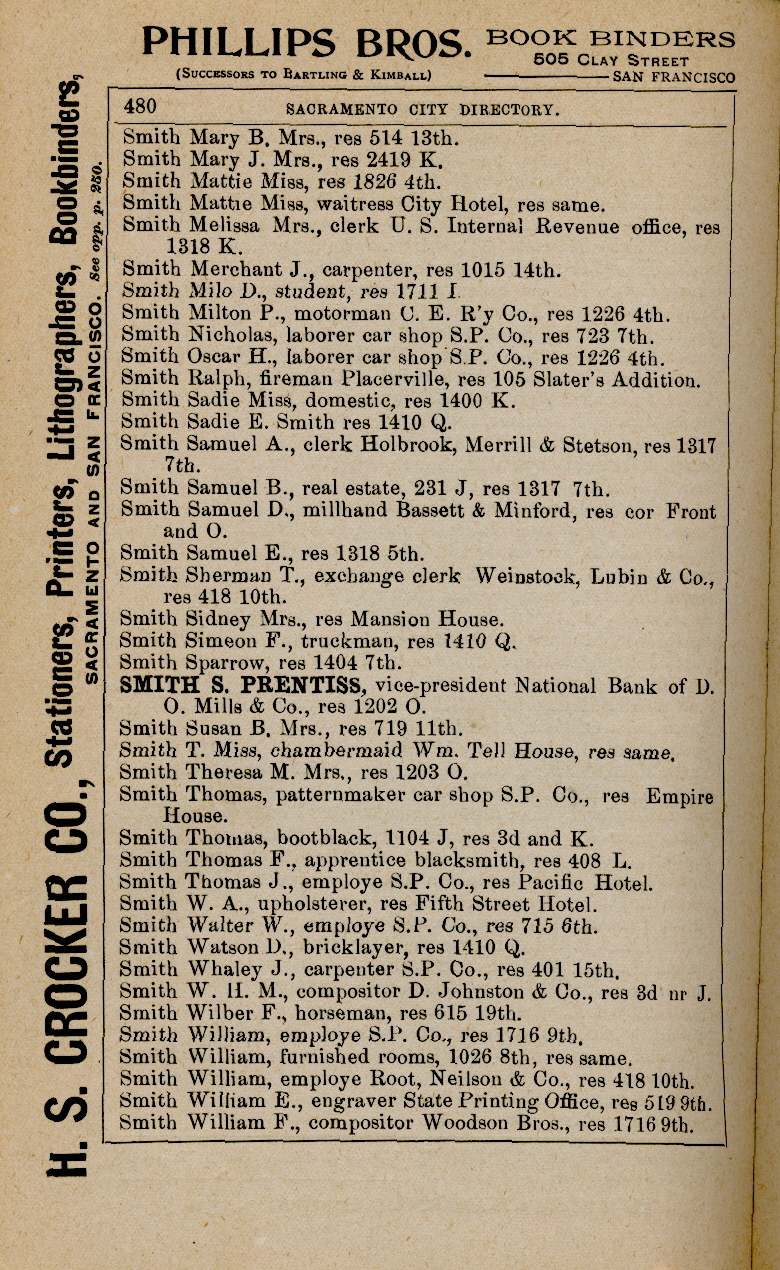 PHILLIPS BROS.
(SUCCESSORS TO BARTLING & KIMBALL)
BOOK BINDERS
505 CLAY STREET
SAN FRANCISCO
480 SACRAMENTO CITY DIRECTORY.
Smith Mary B. Mrs., res 514 13th.
Smith Mary J. Mrs., res 2419 K.
Smith Mattie Miss, res 1826 4th.
Smith Mattie Miss, waitress City Hotel, res same.
Smith Melissa Mrs., clerk U. S. Internal Revenue office, res
1318 K.
Smith Merchant J., carpenter, res 1015 14th.
Smith Milo D., student, res 1711 I.
Smith Milton P., motorman C. E. R'y Co., res 1226 4th.
Smith Nicholas, laborer car shop S.P. Co., res 723 7th.
Smith Oscar H., laborer car shop S.P. Co., res 1226 4th.
Smith Ralph, fireman Placerville, res 105 Slater's Addition.
Smith Sadie Miss, domestic, res 1400 K.
Smith Sadie E. Smith res 1410 Q.
Smith Samuel A., clerk Holbrook, Merrill & Stetson, res 1317
7th.
Smith Samuel B., real estate, 231 J, res 1317 7th.
Smith Samuel D., millhand Bassett & Minford, res cor Front
and O.
Smith Samuel E., res 1318 5th.
Smith Sherman T., exchange clerk Weinstock, Lubin & Co.,
res 418 10th.
Smith Sidney Mrs., res Mansion House.
Smith Simeon F., truckman, res 1410 Q.
Smith Sparrow, res 1404 7th.
SMITH S. PRENTISS, vice-president National Bank of D.
O. Mills & Co., res 1202 O.
Smith Susan B. Mrs., res 719 11th.
Smith T. Miss, chambermaid Wm. Tell House, res same.
Smith Theresa M. Mrs., res 1203 O.
Smith Thomas, patternmaker car shop S.P. Co., res Empire
House.
Smith Thomas, bootblack, 1104 J, res 3d and K.
Smith Thomas F., apprentice blacksmith, res 408 L.
Smith Thomas J., employe S.P. Co., res Pacific Hotel.
Smith W. A., upholsterer, res Fifth Street Hotel.
Smith Walter W., employe S.P. Co., res 715 6th.
Smith Watson D., bricklayer, res 1410 Q.
Smith Whaley J., carpenter S.P. Co., res 401 15th.
Smith W. H. M., compositor D. Johnston & Co., res 3d nr J.
Smith Wilber F., horseman, res 615 19th.
Smith William, employe S.P. Co., res 1716 9th.
Smith William, furnished rooms, 1026 8th, res same.
Smith William, employe Root, Neilson & Co., res 418 10th.
Smith William E., engraver State Printing Office, res 519 9th.
Smith William F., compositor Woodson Bros., res 1716 9th.
H. S. CROCKER CO., Stationers, Printers, Lithographers, Bookbinders,
SACRAMENTO AND SAN FRANCISCO. See opp. p. 250.